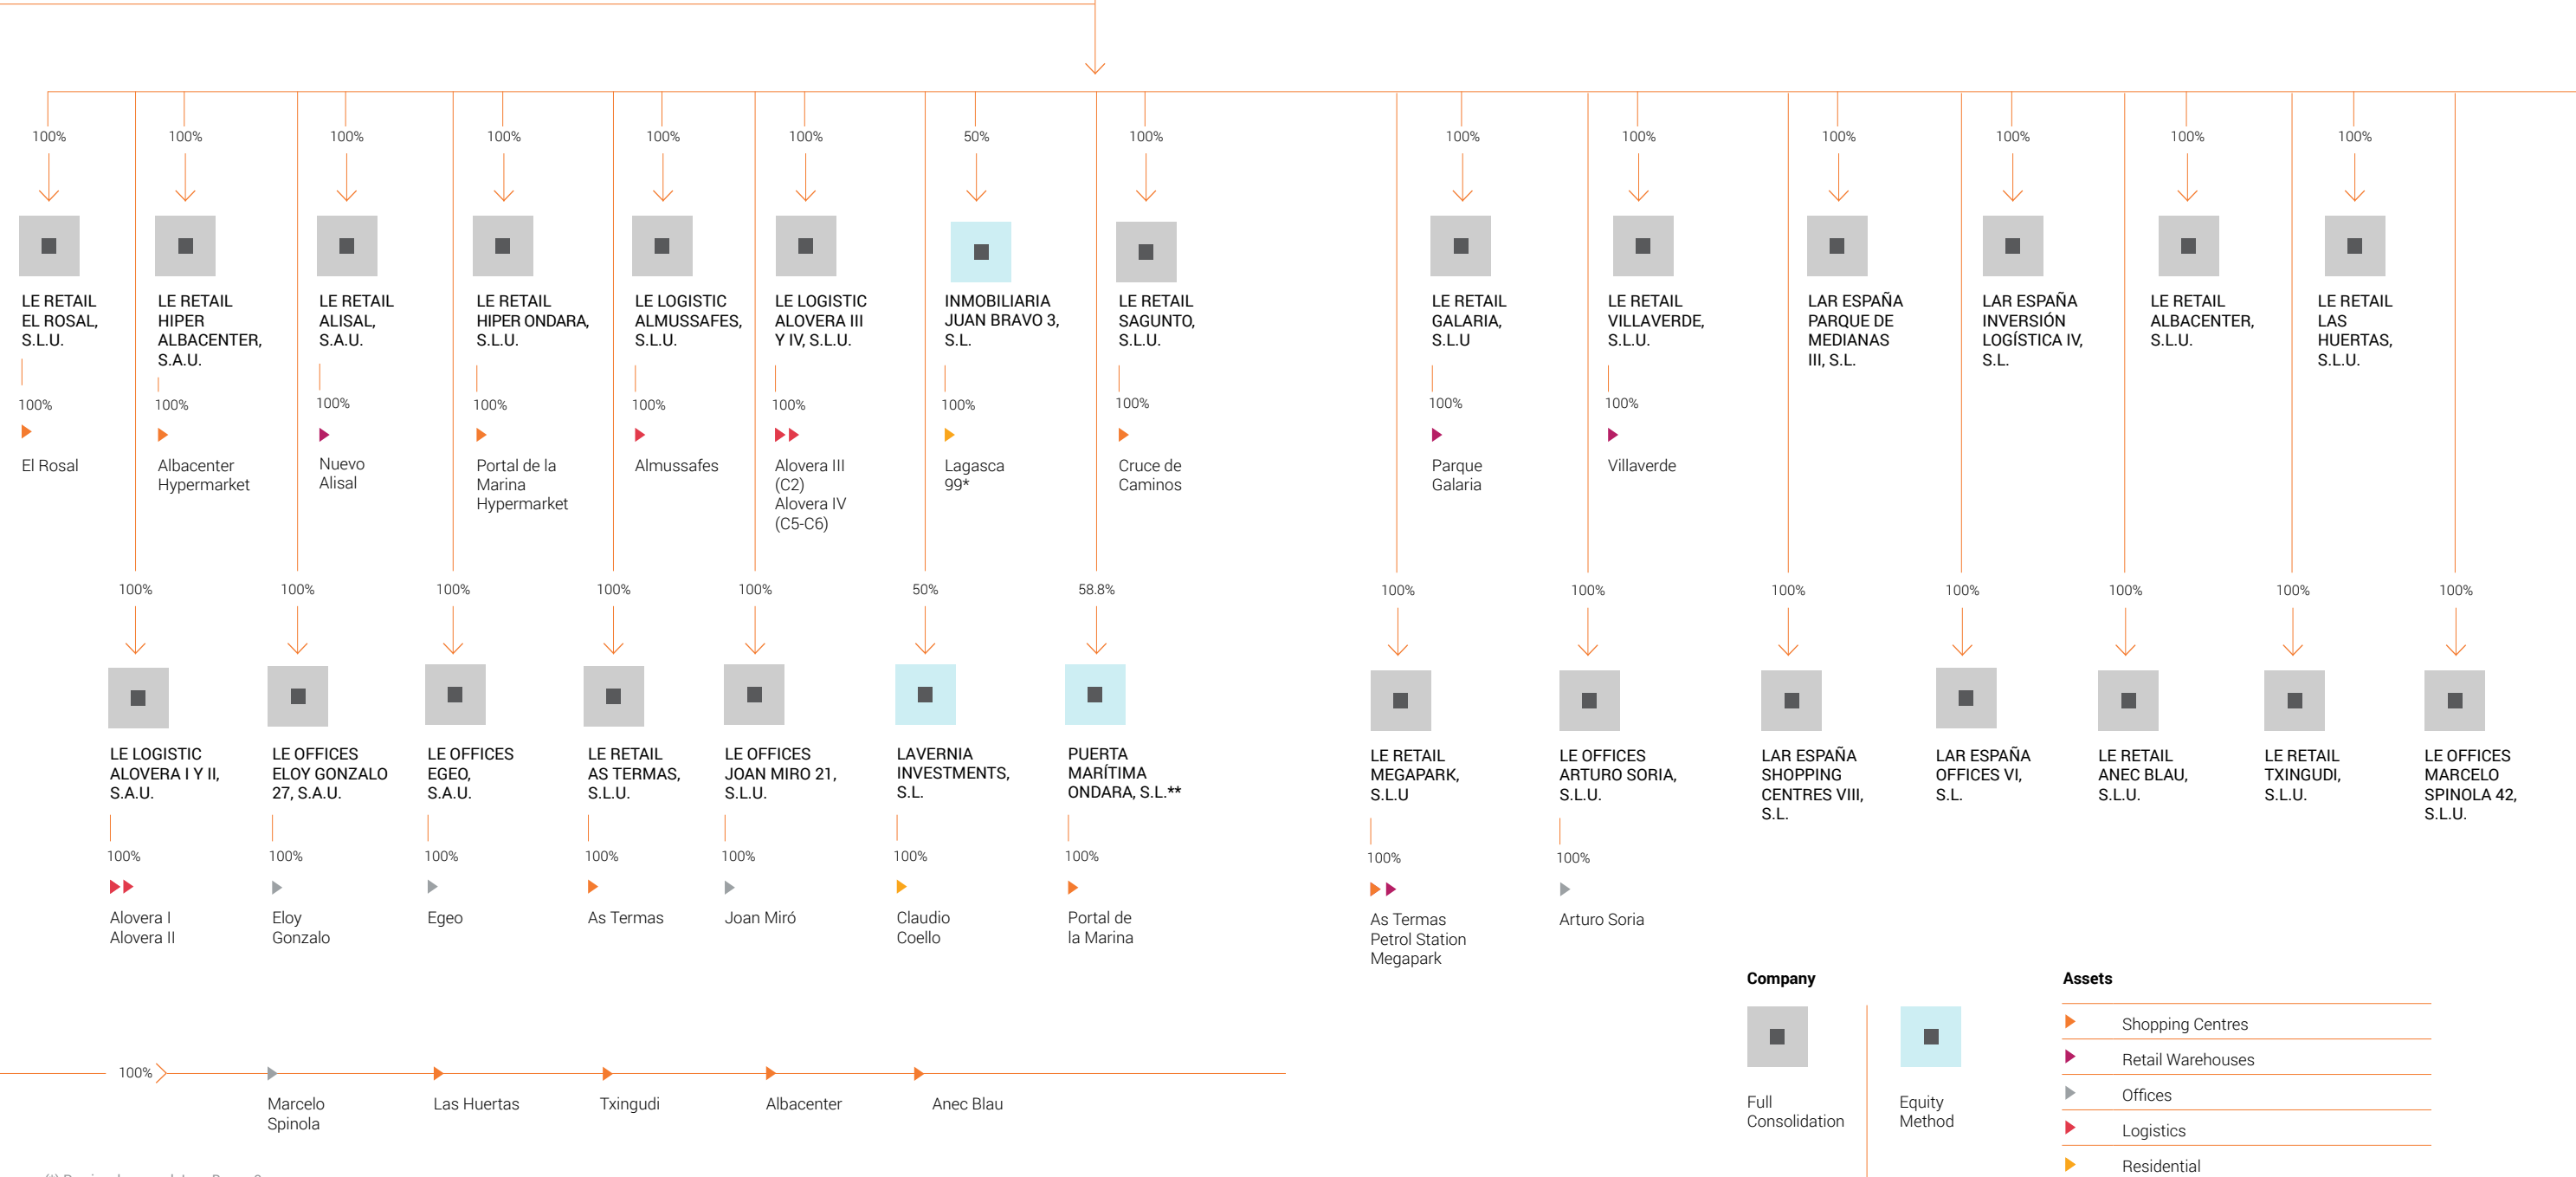 100%
100%
100%
100%
100%
100%
50%
100%
100%
100%
100%
100%
100%
100%
LE RETAIL
EL ROSAL,
S.L.U.
100%
El Rosal
LE RETAIL
HIPER
ALBACENTER,
S.A.U.
100%
Albacenter
Hypermarket
LE RETAIL
ALISAL,
S.A.U.
100%
Nuevo
Alisal
LE RETAIL
HIPER ONDARA,
S.L.U.
100%
Portal de la
Marina
Hypermarket
LE LOGISTIC
ALMUSSAFES,
S.L.U.
100%
Almussafes
LE LOGISTIC
ALOVERA III
Y IV, S.L.U.
100%
Alovera III
(C2)
Alovera IV
(C5-C6)
INMOBILIARIA
JUAN BRAVO 3,
S.L.
100%
Lagasca
99*
LE RETAIL
SAGUNTO,
S.L.U.
100%
Cruce de
Caminos
LE RETAIL
GALARIA,
S.L.U
100%
Parque
Galaria
LE RETAIL
VILLAVERDE,
S.L.U.
100%
Villaverde
LAR ESPAÑA
PARQUE DE
MEDIANAS
III, S.L.
LAR ESPAÑA
INVERSIÓN
LOGÍSTICA IV,
S.L.
LE RETAIL
ALBACENTER,
S.L.U.
LE RETAIL
LAS
HUERTAS,
S.L.U.
100%
100%
100%
100%
100%
50%
58.8%
100%
100%
100%
100%
100%
100%
100%
LE LOGISTIC
ALOVERA I Y II,
S.A.U.
100%
Alovera I
Alovera II
LE OFFICES
ELOY GONZALO
27, S.A.U.
100%
Eloy
Gonzalo
LE OFFICES
EGEO,
S.A.U.
100%
Egeo
LE RETAIL
AS TERMAS,
S.L.U.
100%
As Termas
LE OFFICES
JOAN MIRO 21,
S.L.U.
100%
Joan Miró
LAVERNIA
INVESTMENTS,
S.L.
100%
Claudio
Coello
PUERTA
MARÍTIMA
ONDARA, S.L.**
100%
Portal de
la Marina
LE RETAIL
MEGAPARK,
S.L.U
100%
As Termas
Petrol Station
Megapark
LE OFFICES
ARTURO SORIA,
S.L.U.
100%
Arturo Soria
LAR ESPAÑA
SHOPPING
CENTRES VIII,
S.L.
LAR ESPAÑA
OFFICES VI,
S.L.
LE RETAIL
ANEC BLAU,
S.L.U.
LE RETAIL
TXINGUDI,
S.L.U.
LE OFFICES
MARCELO
SPINOLA 42,
S.L.U.
100%
Marcelo
Spinola
Las Huertas
Txingudi
Albacenter
Anec Blau
Company
Full
Consolidation
Equity
Method
Assets
Shopping Centres
Retail Warehouses
Offices
Logistics
Residential